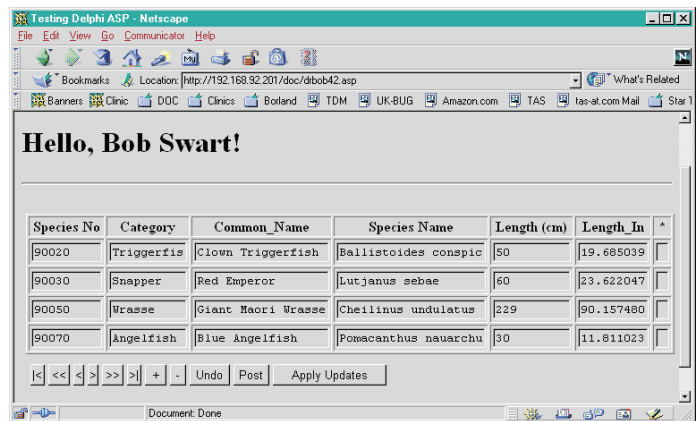 Testing Delphi ASP - Netscape
File Edit View Go Communicator Help
Bookmarks Location: http://192.168.92.201/doc/drbob42.asp What's Related
Banners Clinic DOC Clinics Borland TDM UK-BUG Amazon.com TAS tas-at.com Mail Star 1
Hello, Bob Swart!
Species No Category Common_Name Species Name Length (cm) Length_In *
90020 Triggerfis Clown Triggerfish Ballistoides conspic 50 19.685039
90030 Snapper Red Emperor Lutjanus sebae 60 23.622047
90050 Wrasse Giant Maori Wrasse Cheilinus undulatus 229 90.157480
90070 Angelfish Blue Angelfish Pomacanthus nauarchu 30 11.811023
|< << < > >> >| + - Undo Post Apply Updates
Document: Done